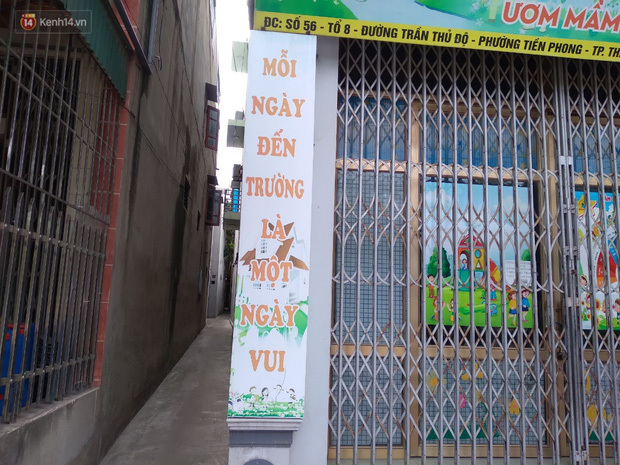 14 Kenh14.vn
ƯƠM MẦM
ĐC: SỐ 56 - TỔ 8 - ĐƯỜNG TRẦN THỦ ĐỘ - PHƯỜNG TIỀN PHONG - TP. TH
MỖI
NGÀY
ĐẾN
TRƯỜNG
LÀ
MỘT
NGÀY
VUI